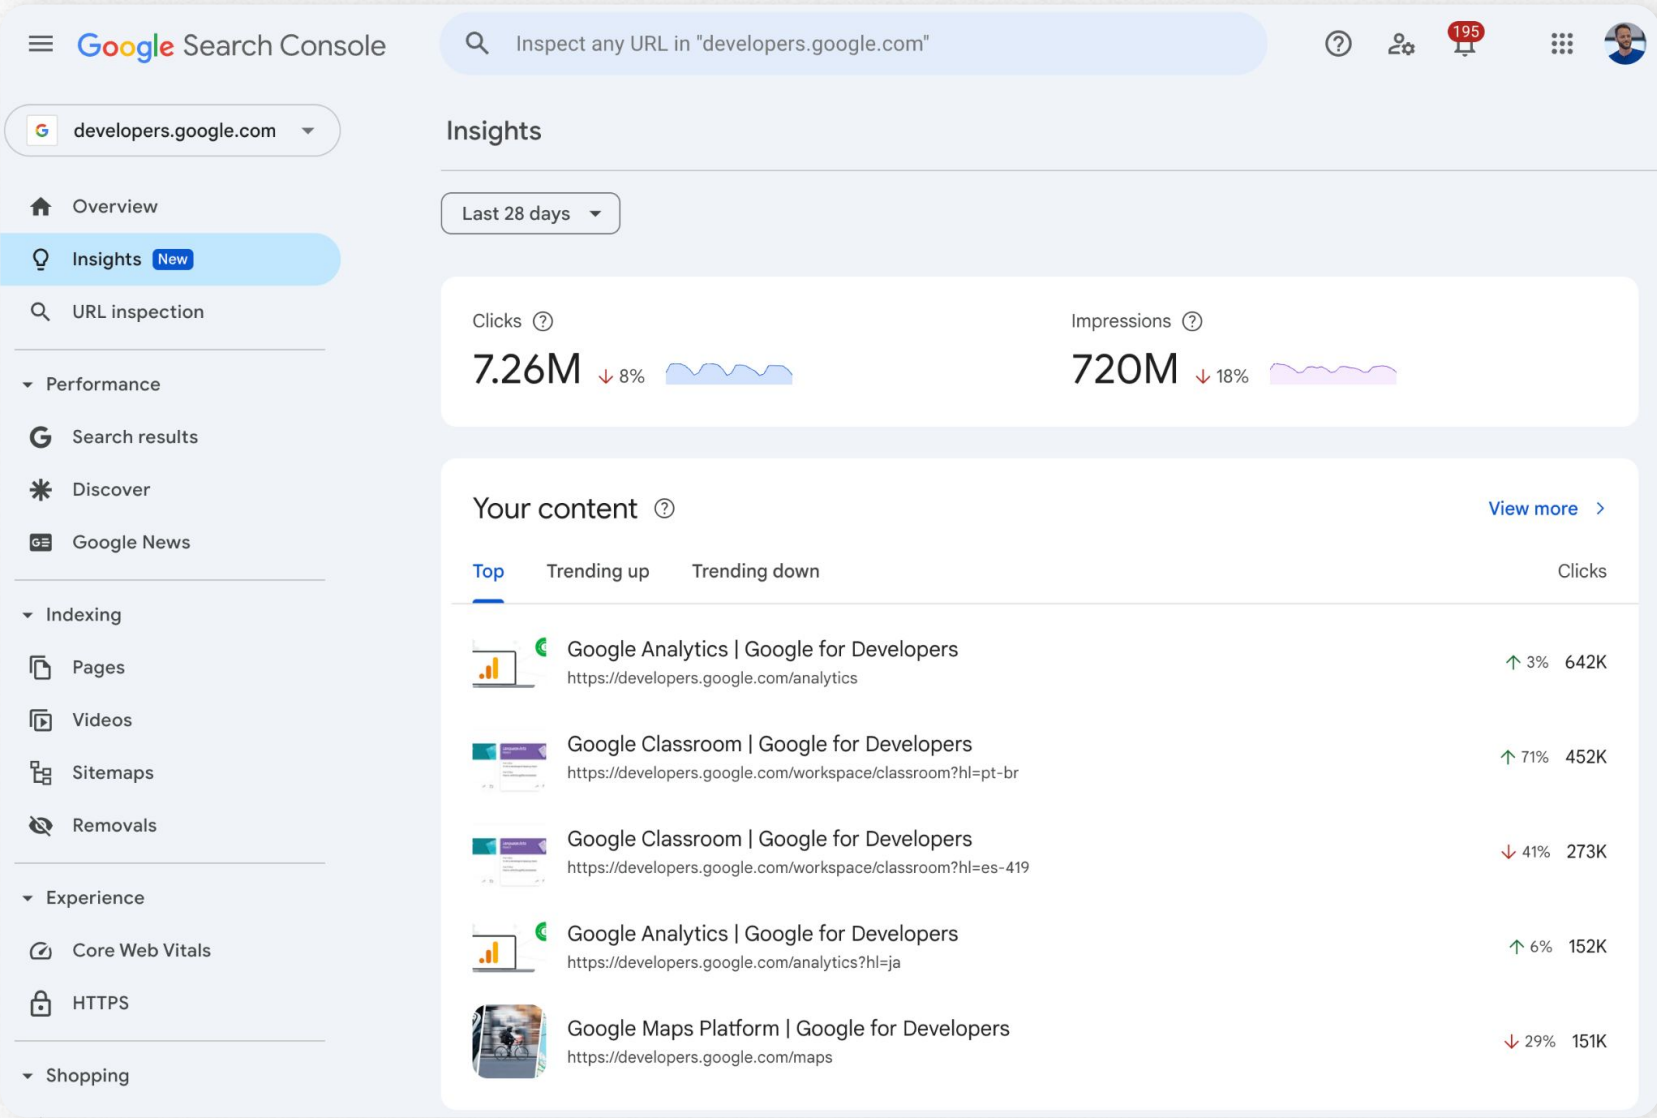 Google Search Console
Inspect any URL in "developers.google.com"
195
developers.google.com
Overview
Insights New
URL inspection
Performance
Search results
Discover
Google News
Indexing
Pages
Videos
Sitemaps
Removals
Experience
Core Web Vitals
HTTPS
Shopping
Insights
Last 28 days
Clicks
7.26M ↓ 8%
Impressions
720M ↓ 18%
Your content
View more
Top Trending up Trending down Clicks
Google Analytics | Google for Developers
https://developers.google.com/analytics
↑ 3% 642K
Google Classroom | Google for Developers
https://developers.google.com/workspace/classroom?hl=pt-br
↑ 71% 452K
Google Classroom | Google for Developers
https://developers.google.com/workspace/classroom?hl=es-419
↓ 41% 273K
Google Analytics | Google for Developers
https://developers.google.com/analytics?hl=ja
↑ 6% 152K
Google Maps Platform | Google for Developers
https://developers.google.com/maps
↓ 29% 151K